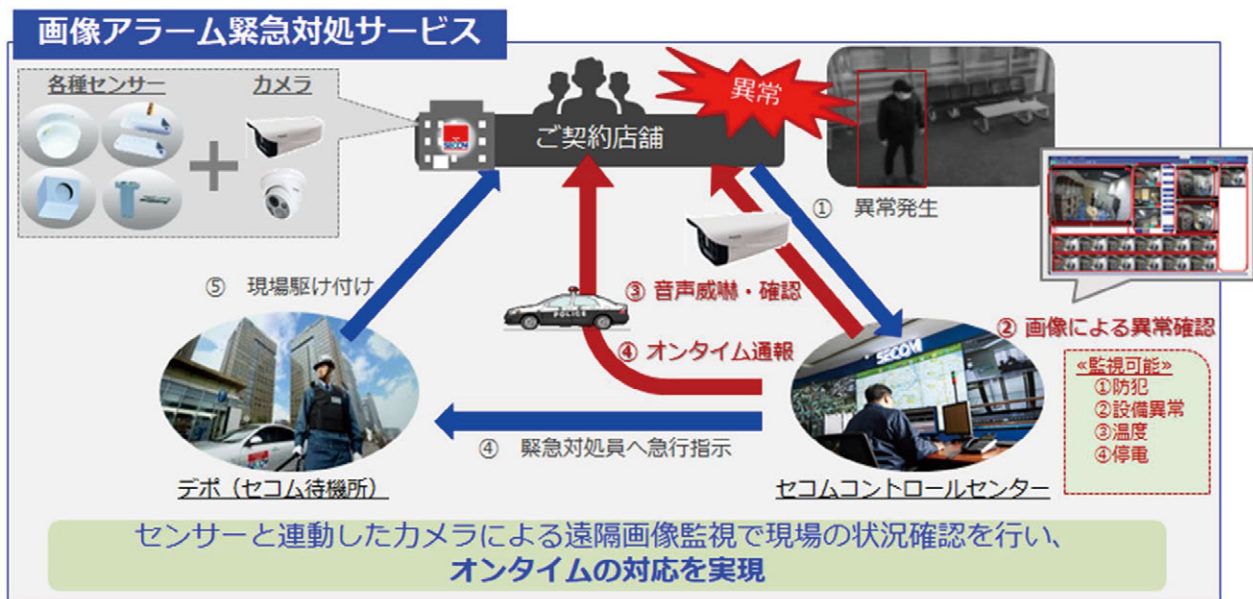 画像アラーム緊急対処サービス
各種センサー
カメラ
異常
SECOM
ご契約店舗
① 異常発生
⑤ 現場駆け付け
③ 音声威嚇・確認
POLICE
② 画像による異常確認
④ オンタイム通報
SECOM
≪監視可能≫
①防犯
②設備異常
③温度
④停電
④ 緊急対処員へ急行指示
デポ（セコム待機所）
セコムコントロールセンター
センサーと連動したカメラによる遠隔画像監視で現場の状況確認を行い、
オンタイムの対応を実現